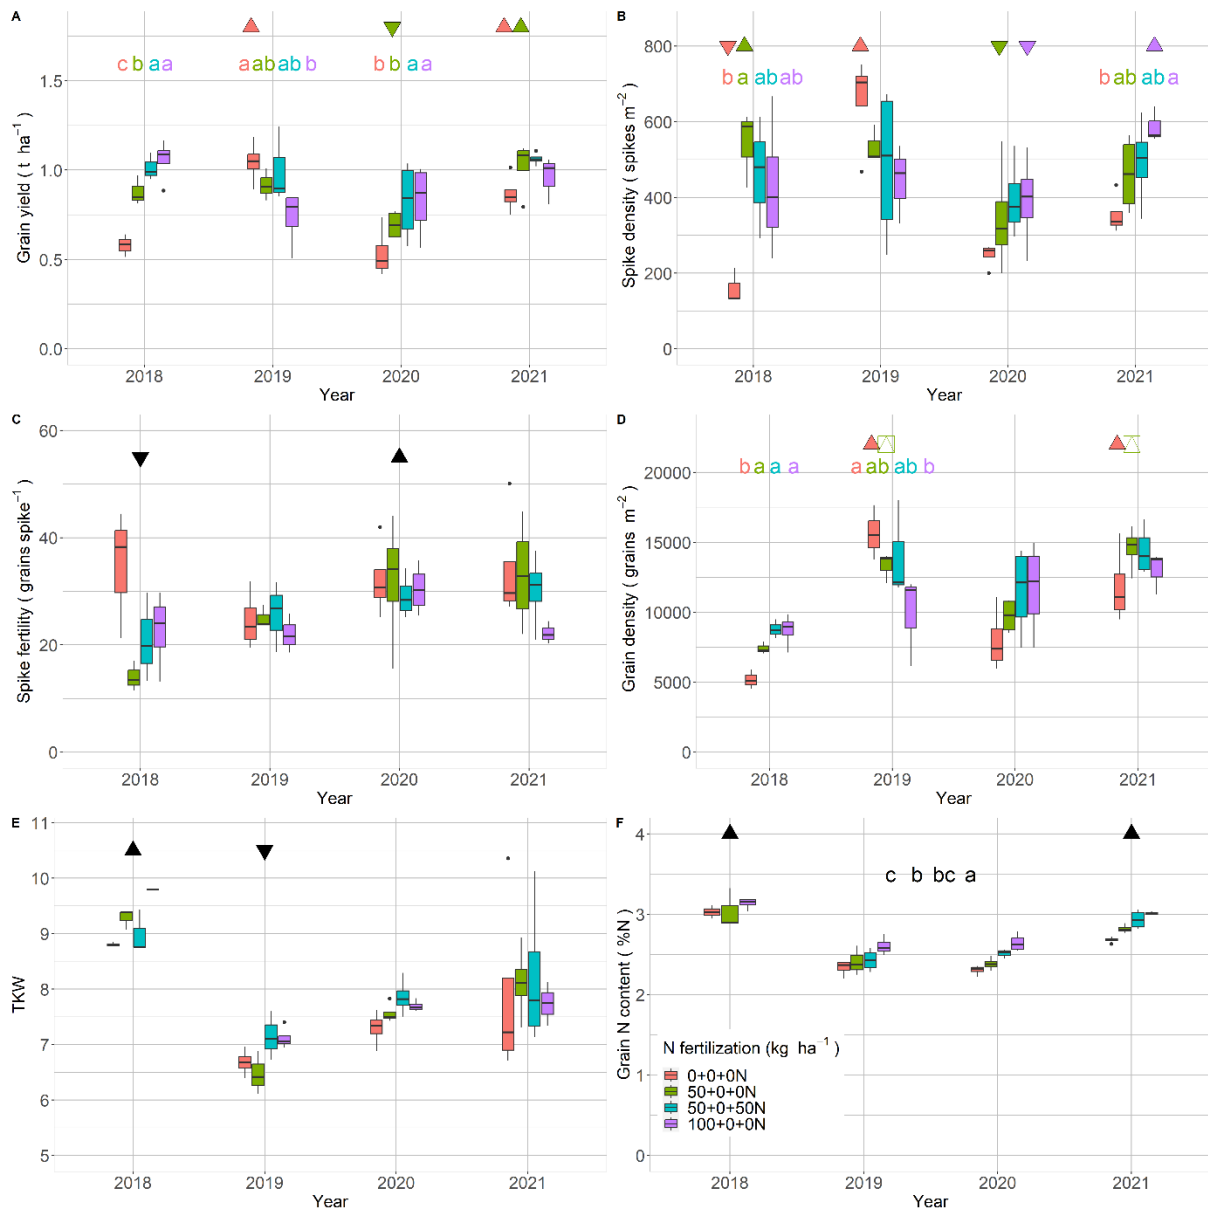 A
Grain yield ( t ha⁻¹)
1.5
1.0
0.5
0.0
c b a a
a ab ab b
b b a a
2018 2019 2020 2021
Year
B
Spike density ( spikes m⁻²)
800
600
400
200
0
b a ab ab
b ab ab a
2018 2019 2020 2021
Year
C
Spike fertility ( grains spike⁻¹)
60
40
20
0
2018 2019 2020 2021
Year
D
Grain density ( grains m⁻²)
20000
15000
10000
5000
0
b a a a
a ab ab b
2018 2019 2020 2021
Year
E
TKW
11
10
9
8
7
6
5
2018 2019 2020 2021
Year
F
Grain N content ( %N)
4
3
2
1
0
c b bc a
N fertilization (kg ha⁻¹)
0+0+0N
50+0+0N
50+0+50N
100+0+0N
2018 2019 2020 2021
Year